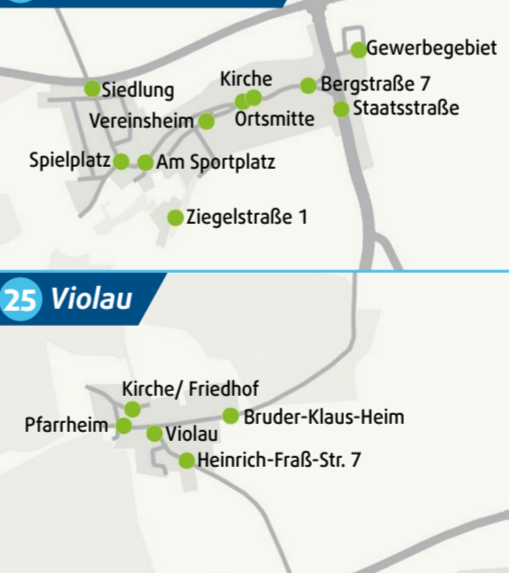 Gewerbegebiet
Siedlung
Kirche
Bergstraße 7
Staatsstraße
Vereinsheim
Ortsmitte
Spielplatz
Am Sportplatz
Ziegelstraße 1
25 Violau
Kirche/ Friedhof
Pfarrheim
Bruder-Klaus-Heim
Violau
Heinrich-Fraß-Str. 7